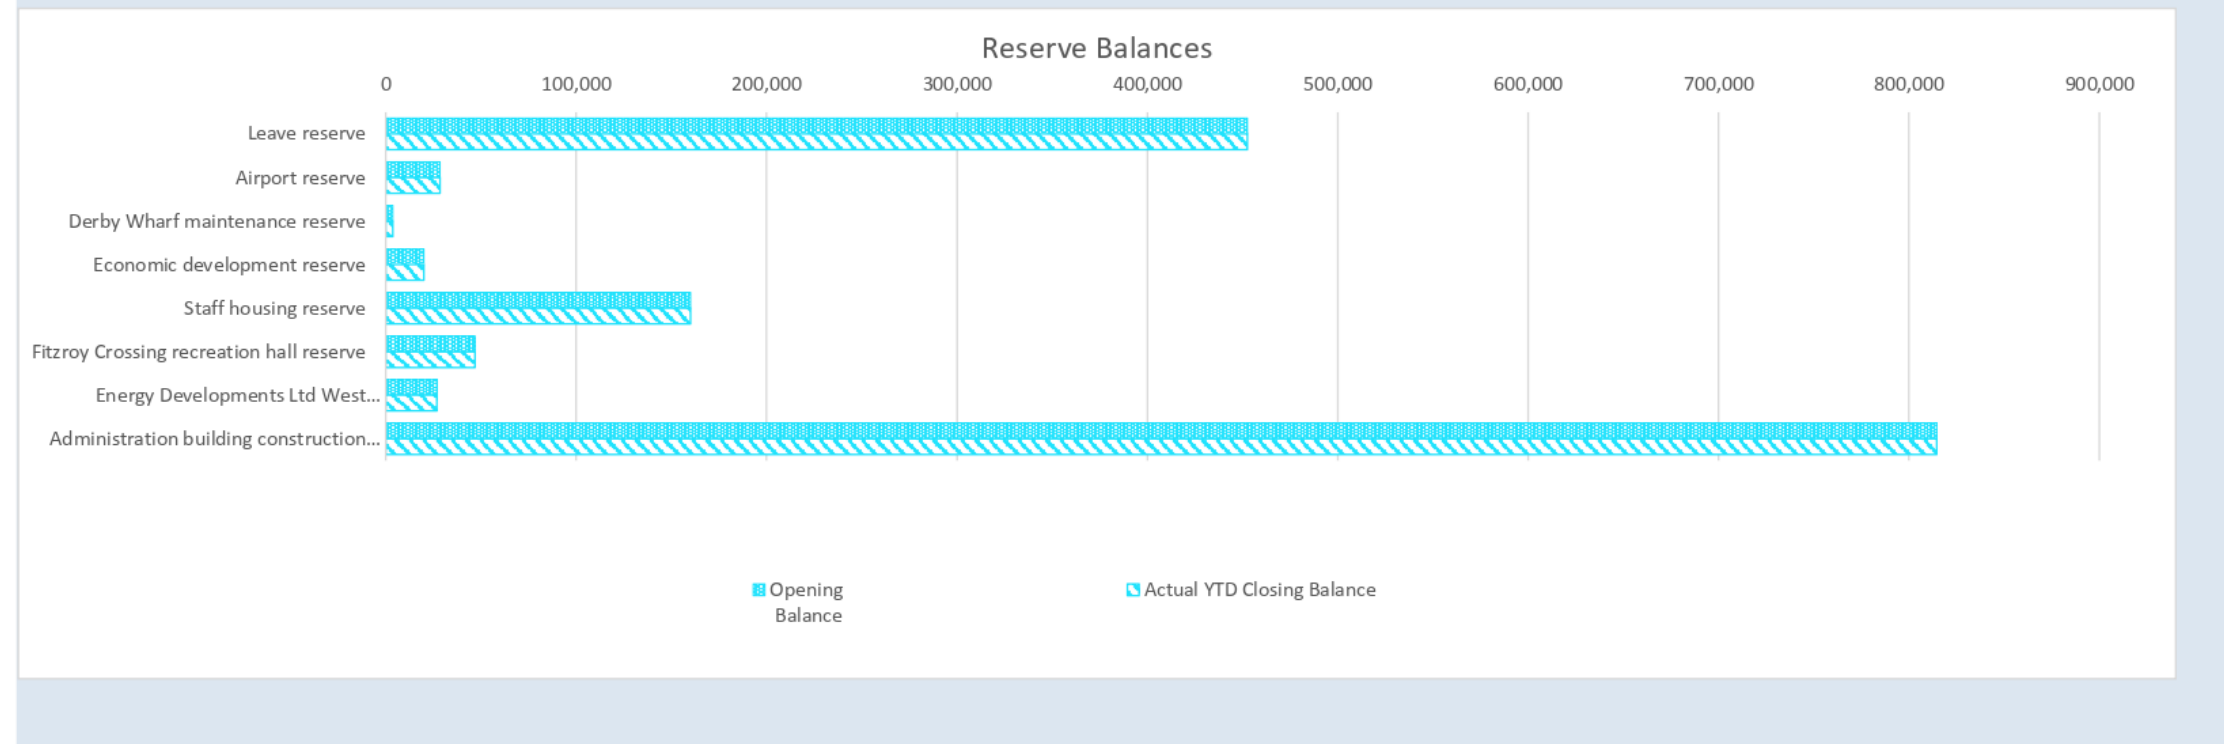 Reserve Balances
0 100,000 200,000 300,000 400,000 500,000 600,000 700,000 800,000 900,000
Leave reserve
Airport reserve
Derby Wharf maintenance reserve
Economic development reserve
Staff housing reserve
Fitzroy Crossing recreation hall reserve
Energy Developments Ltd West...
Administration building construction...
Opening
Balance
Actual YTD Closing Balance